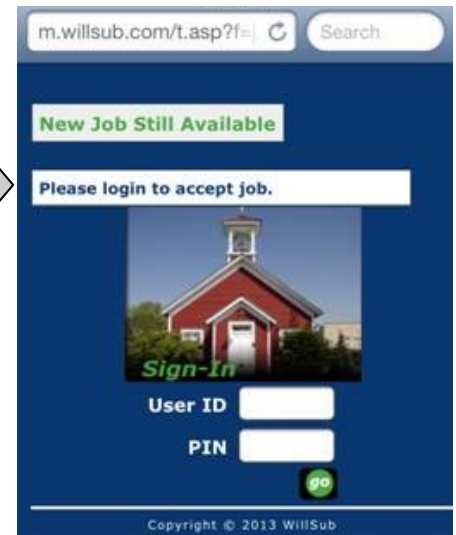 m.willsub.com/t.asp?f=
Search
New Job Still Available
Please login to accept job.
Sign-In
User ID
PIN
go
Copyright © 2013 WillSub